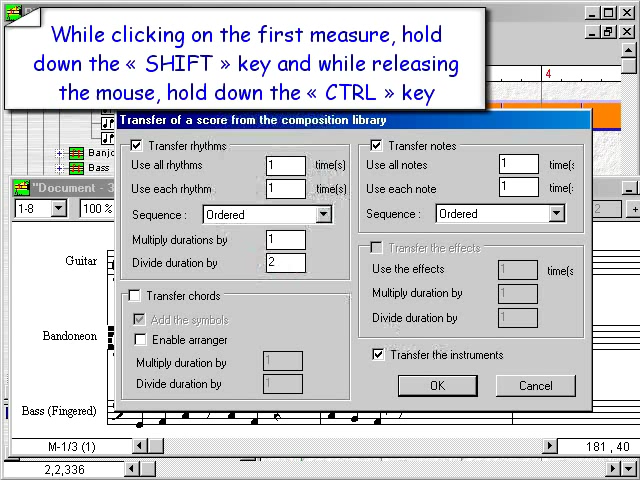 While clicking on the first measure, hold
down the « SHIFT » key and while releasing
the mouse, hold down the « CTRL » key
4
Transfer of a score from the composition library
Transfer rhythms
Use all rhythms 1 time(s)
Use each rhythm 1 time(s)
Sequence : Ordered
Multiply durations by 1
Divide duration by 2
Transfer chords
Add the symbols
Enable arranger
Multiply duration by 1
Divide duration by 1
Transfer notes
Use all notes 1 time(s
Use each note 1 time(s
Sequence : Ordered
Transfer the effects
Use the effects 1 time(s
Multiply duration by 1
Divide duration by 1
Transfer the instruments
OK Cancel
Banjo
Bass
"Document - 3
1-8 100 % 2
Guitar
Bandoneon
Bass (Fingered)
M-1/3 (1) 181 , 40
2,2,336